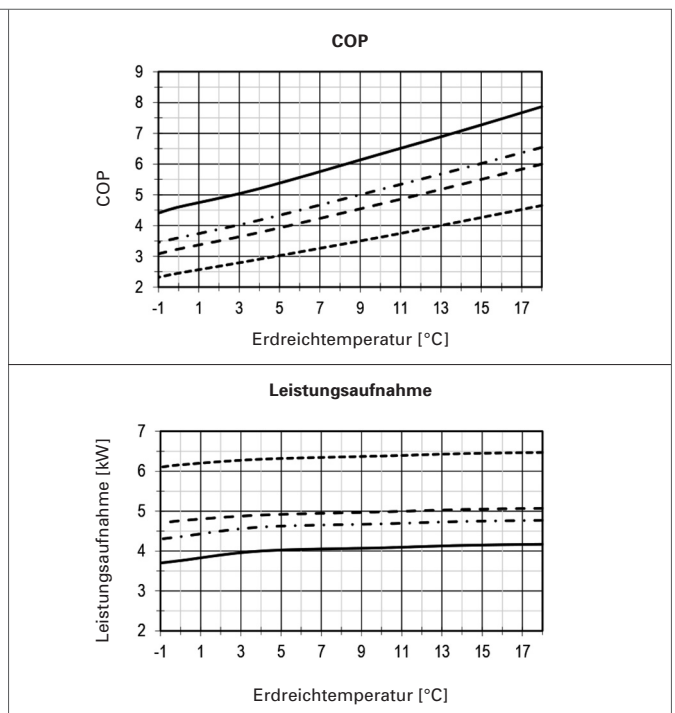 COP
9
8
7
6
5
4
3
2
COP
-1 1 3 5 7 9 11 13 15 17
Erdreichtemperatur [°C]
Leistungsaufnahme
7
6
5
4
3
2
Leistungsaufnahme [kW]
-1 1 3 5 7 9 11 13 15 17
Erdreichtemperatur [°C]